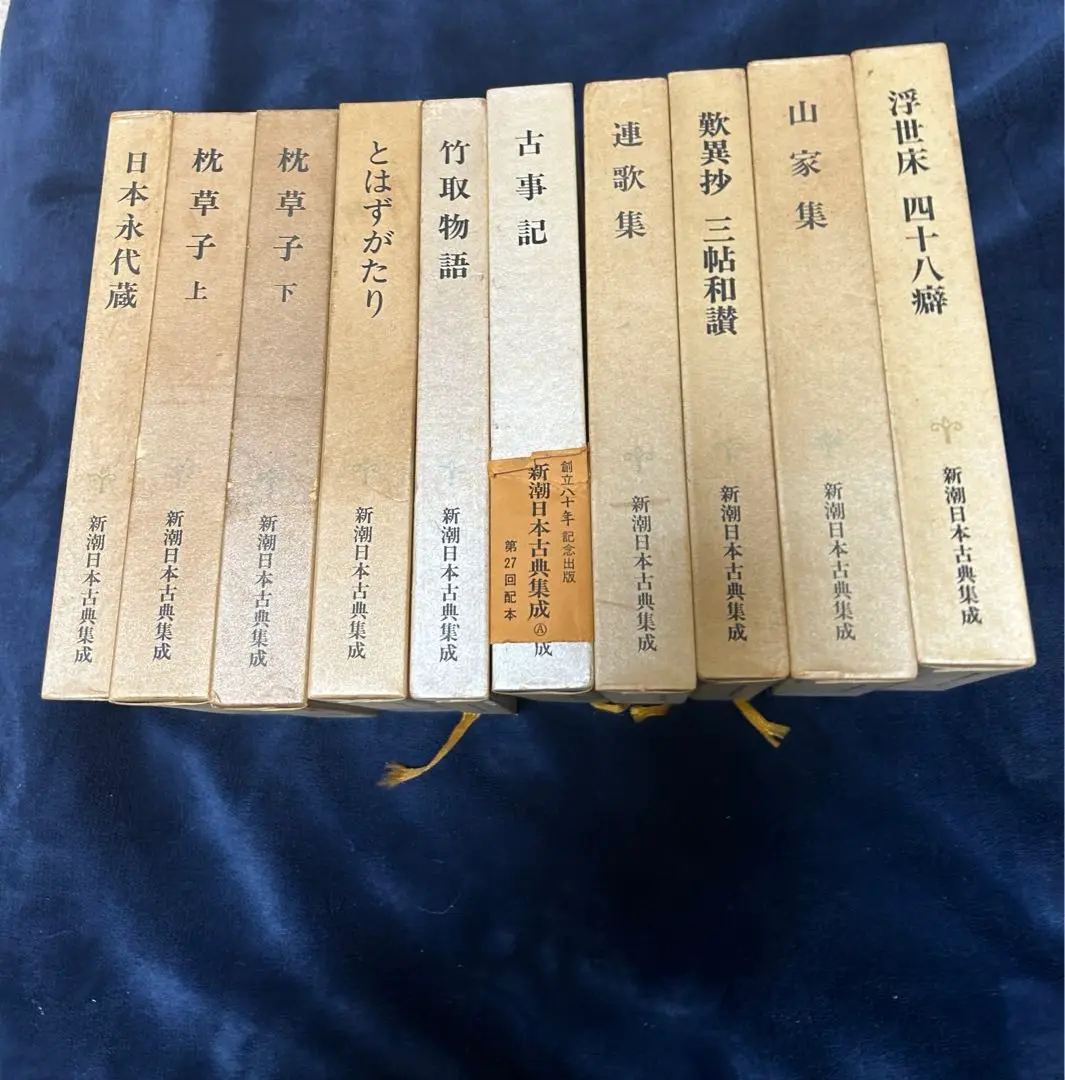 日本永代蔵
新潮日本古典集成
枕草子 上
新潮日本古典集成
枕草子 下
新潮日本古典集成
とはずがたり
新潮日本古典集成
竹取物語
新潮日本古典集成
古事記
創立八十年 記念出版
新潮日本古典集成 Ⓐ
第27回配本
成
連歌集
新潮日本古典集成
歎異抄 三帖和讃
新潮日本古典集成
山家集
新潮日本古典集成
浮世床 四十八癖
新潮日本古典集成